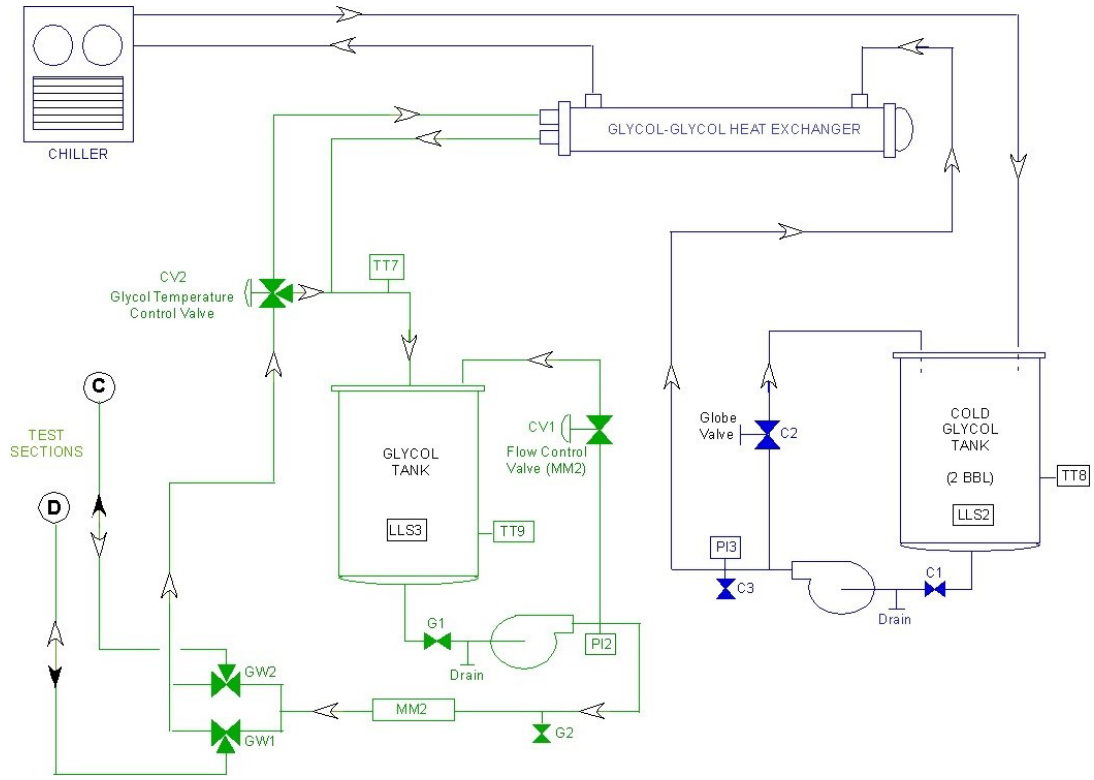 CHILLER
GLYCOL-GLYCOL HEAT EXCHANGER
CV2
Glycol Temperature
Control Valve
TT7
C
TEST
SECTIONS
D
GLYCOL
TANK
LLS3
TT9
CV1
Flow Control
Valve (MM2)
Globe
Valve
C2
COLD
GLYCOL
TANK
(2 BBL)
LLS2
TT8
PI3
C3
C1
Drain
G1
Drain
PI2
GW2
GW1
MM2
G2